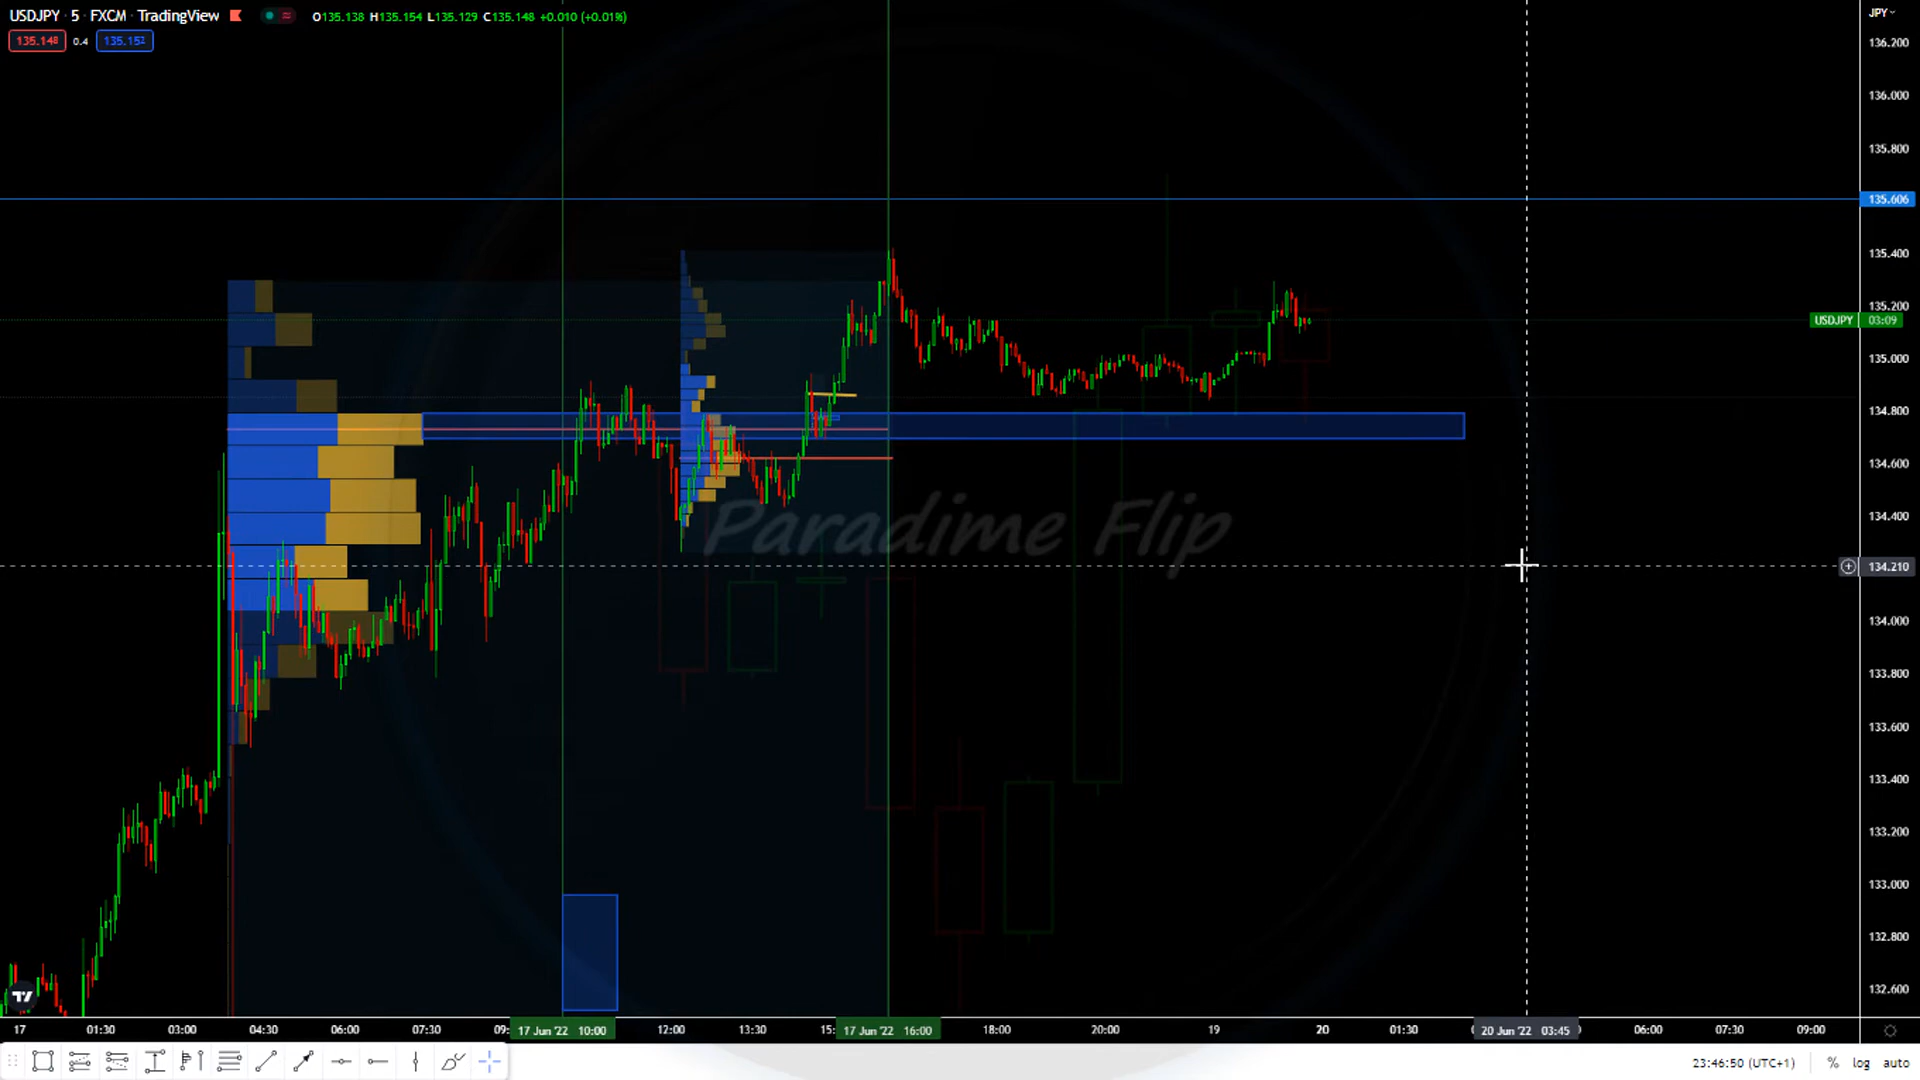 USDJPY · 5 · FXCM · TradingView
O135.138 H135.154 L135.129 C135.148 +0.010 (+0.01%)
JPY
135.148 0.4 135.152
136.200
136.000
135.800
135.606
135.400
135.200
USDJPY 03:09
135.000
134.800
134.600
134.400
Paradime Flip
134.210
134.000
133.800
133.600
133.400
133.200
133.000
132.800
132.600
17 01:30 03:00 04:30 06:00 07:30 17 Jun '22 10:00 12:00 13:30 17 Jun '22 16:00 18:00 20:00 19 20 01:30 20 Jun '22 03:45 06:00 07:30 09:00
23:46:50 (UTC+1) % log auto